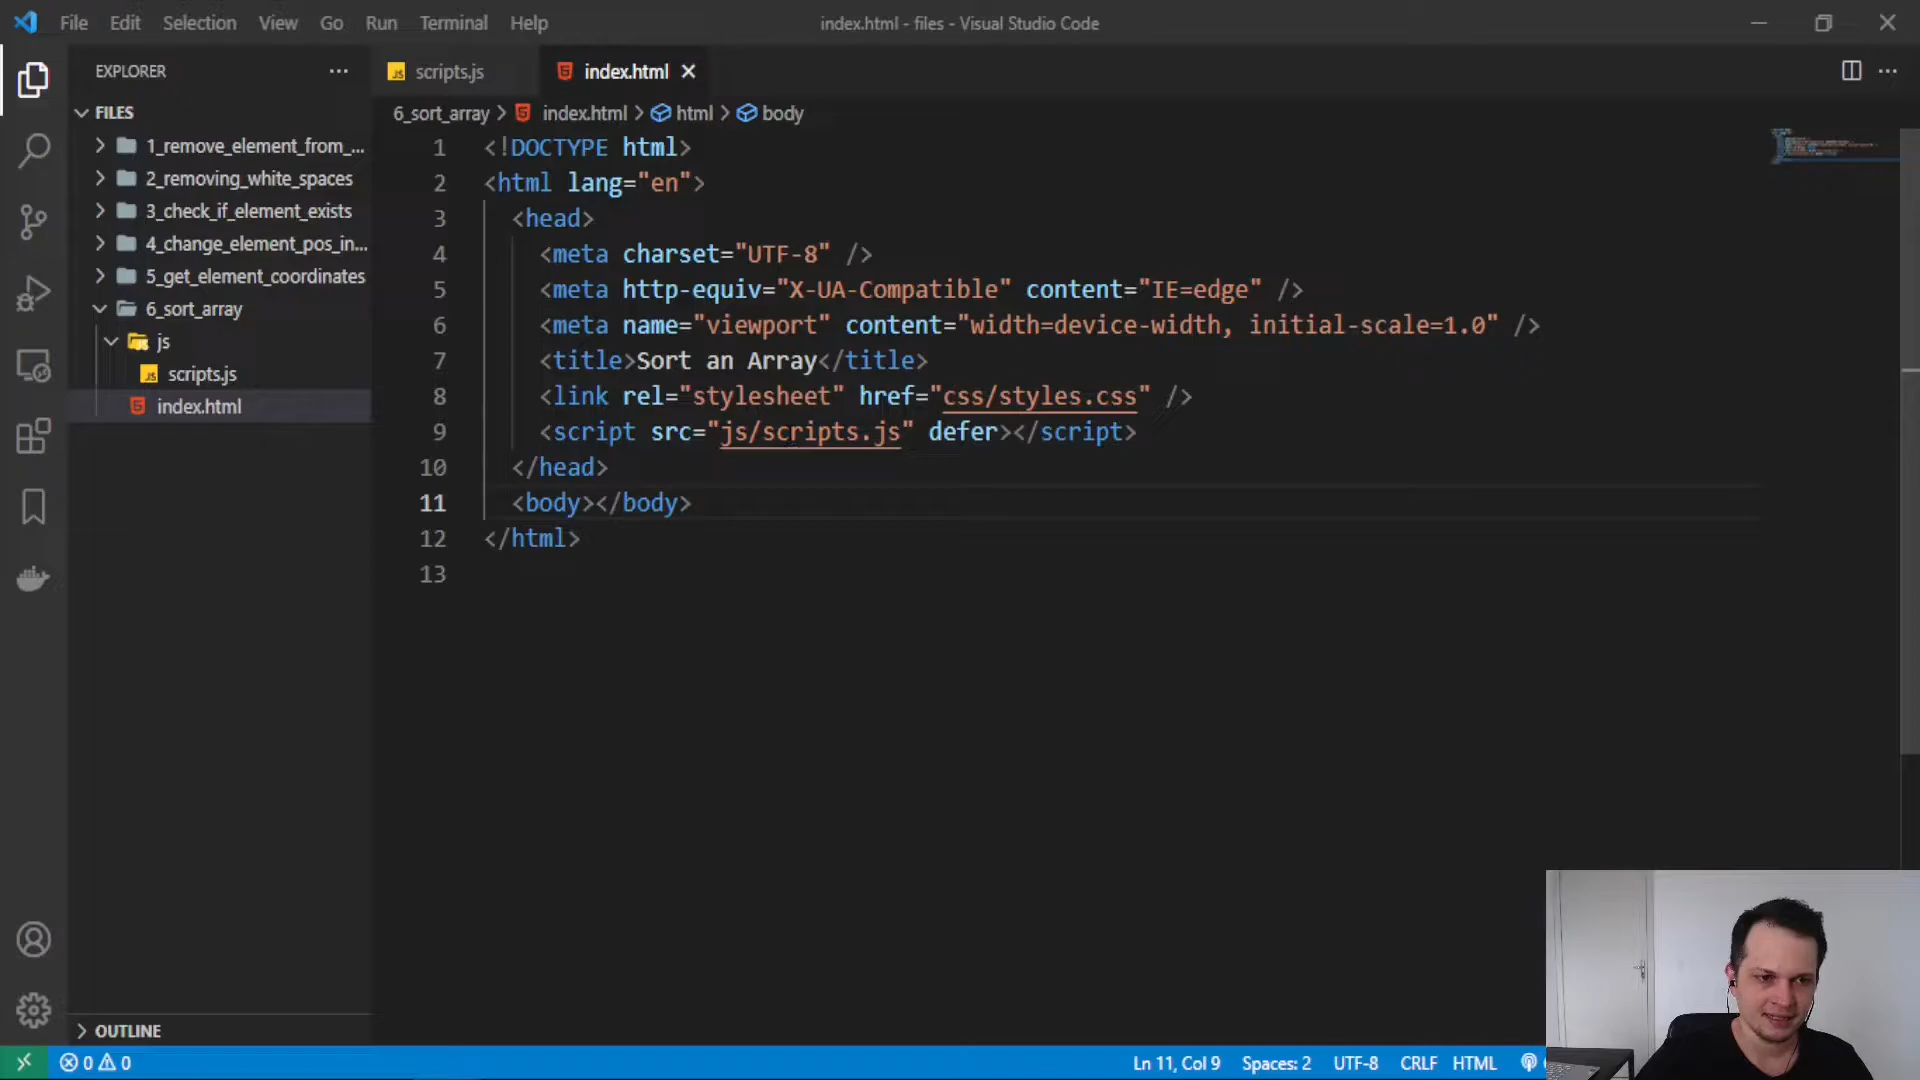 File Edit Selection View Go Run Terminal Help
index.html - files - Visual Studio Code
EXPLORER
FILES
1_remove_element_from_...
2_removing_white_spaces
3_check_if_element_exists
4_change_element_pos_in...
5_get_element_coordinates
6_sort_array
js
scripts.js
index.html
OUTLINE
scripts.js
index.html
6_sort_array > index.html > html > body
1 <!DOCTYPE html>
2 <html lang="en">
3 <head>
4 <meta charset="UTF-8" />
5 <meta http-equiv="X-UA-Compatible" content="IE=edge" />
6 <meta name="viewport" content="width=device-width, initial-scale=1.0" />
7 <title>Sort an Array</title>
8 <link rel="stylesheet" href="css/styles.css" />
9 <script src="js/scripts.js" defer></script>
10 </head>
11 <body></body>
12 </html>
13
0 0
Ln 11, Col 9 Spaces: 2 UTF-8 CRLF HTML